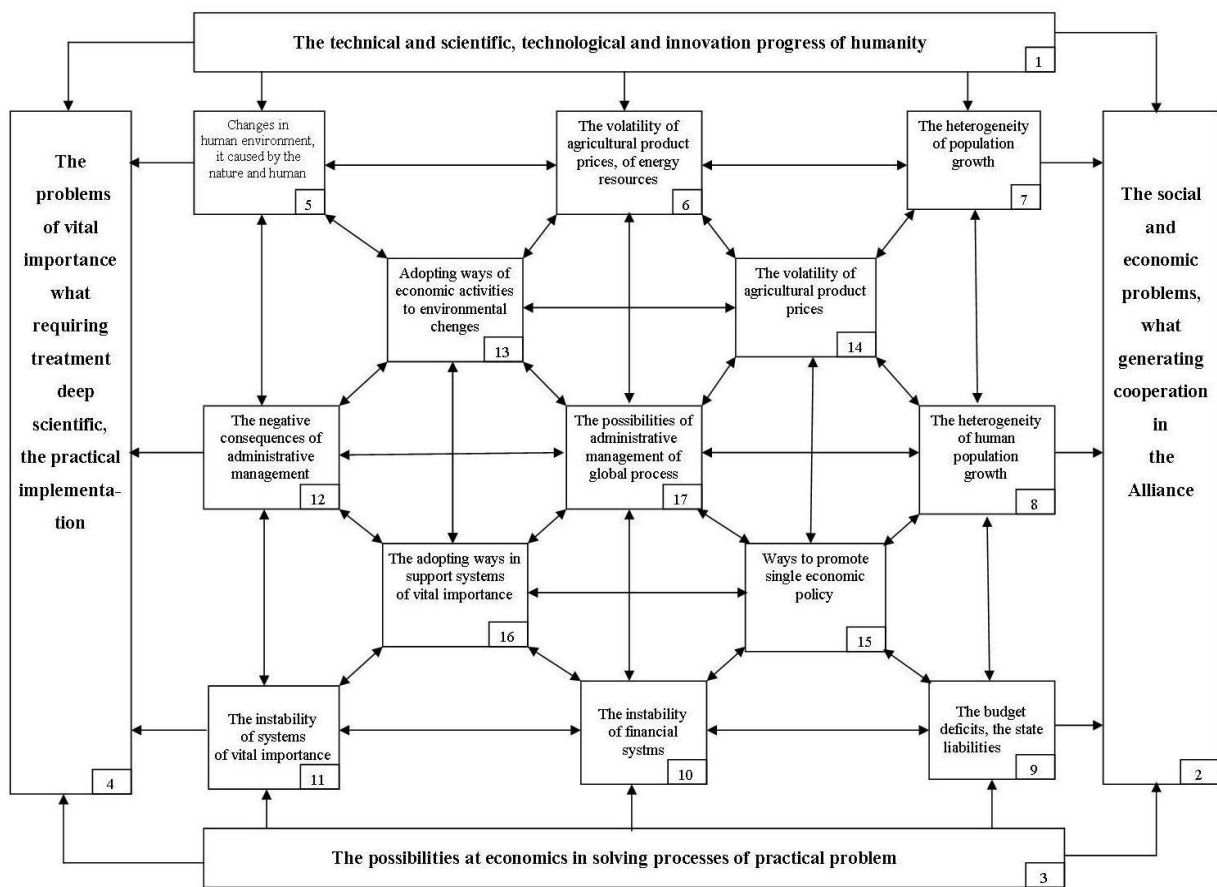 The technical and scientific, technological and innovation progress of humanity
1
The
problems
of vital
importance
what
requiring
treatment
deep
scientific,
the practical
implementa-
tion
4
Changes in
human environment,
it caused by the
nature and human
5
The volatility of
agricultural product
prices, of energy
resources
6
The heterogeneity
of population
growth
7
The social
and
economic
problems,
what
generating
cooperation
in
the
Alliance
2
Adopting ways of
economic activities
to environmental
changes
13
The volatility of
agricultural product
prices
14
The negative
consequences of
administrative
management
12
The possibilities of
administrative
management of
global process
17
The heterogeneity
of human
population
growth
8
The adopting ways in
support systems
of vital importance
16
Ways to promote
single economic
policy
15
The instability
of systems
of vital importance
11
The instability
of financial
systms
10
The budget
deficits, the state
liabilities
9
The possibilities at economics in solving processes of practical problem
3